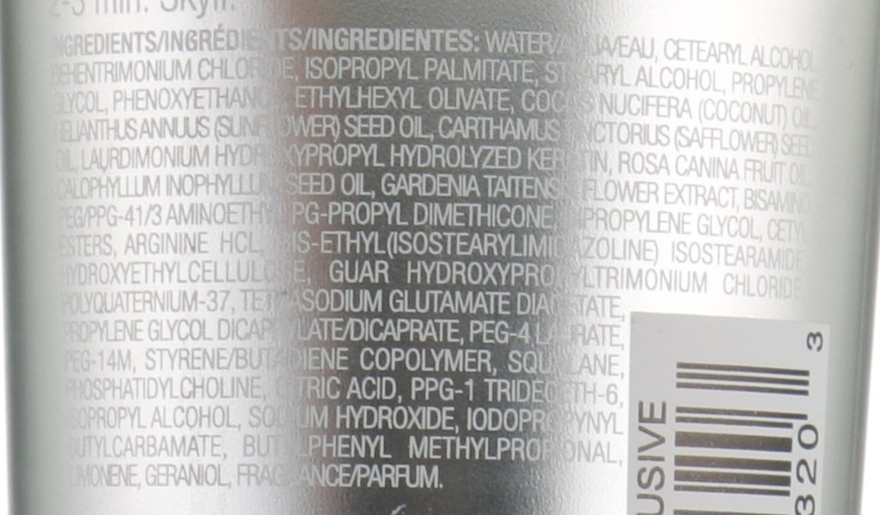 2-3 min. Skyll.
INGREDIENTS/INGRÉDIENTS/INGREDIENTES: WATER/AQUA/EAU, CETEARYL ALCOHOL,
BEHENTRIMONIUM CHLORIDE, ISOPROPYL PALMITATE, STEARYL ALCOHOL, PROPYLENE
GLYCOL, PHENOXYETHANOL, ETHYLHEXYL OLIVATE, COCOS NUCIFERA (COCONUT) OIL,
HELIANTHUS ANNUUS (SUNFLOWER) SEED OIL, CARTHAMUS TINCTORIUS (SAFFLOWER) SEED
OIL, LAURDIMONIUM HYDROXYPROPYL HYDROLYZED KERATIN, ROSA CANINA FRUIT OIL,
CALOPHYLLUM INOPHYLLUM SEED OIL, GARDENIA TAITENSIS FLOWER EXTRACT, BISAMINO
PEG/PPG-41/3 AMINOETHYL PG-PROPYL DIMETHICONE, DIPROPYLENE GLYCOL, CETYL
ESTERS, ARGININE HCL, BIS-ETHYL(ISOSTEARYLIMIDAZOLINE) ISOSTEARAMIDE,
HYDROXYETHYLCELLULOSE, GUAR HYDROXYPROPYLTRIMONIUM CHLORIDE,
POLYQUATERNIUM-37, TETRASODIUM GLUTAMATE DIACETATE,
PROPYLENE GLYCOL DICAPRYLATE/DICAPRATE, PEG-4 LAURATE,
PEG-14M, STYRENE/BUTADIENE COPOLYMER, SQUALANE,
PHOSPHATIDYLCHOLINE, CITRIC ACID, PPG-1 TRIDECETH-6,
ISOPROPYL ALCOHOL, SODIUM HYDROXIDE, IODOPROPYNYL
BUTYLCARBAMATE, BUTYLPHENYL METHYLPROPIONAL,
LIMONENE, GERANIOL, FRAGRANCE/PARFUM.
USIVE
320
3